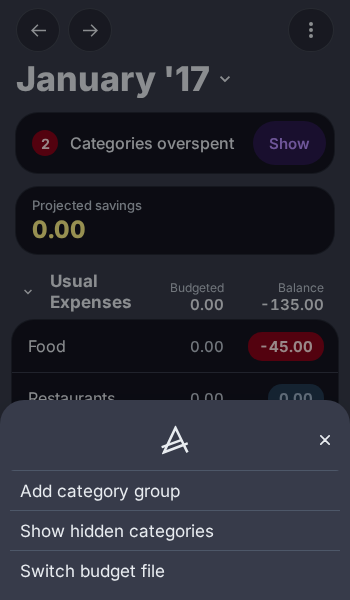 January '17
2 Categories overspent Show
Projected savings
0.00
Usual
Expenses
Budgeted
0.00
Balance
-135.00
Food 0.00 -45.00
Restaurants 0.00 0.00
Add category group
Show hidden categories
Switch budget file